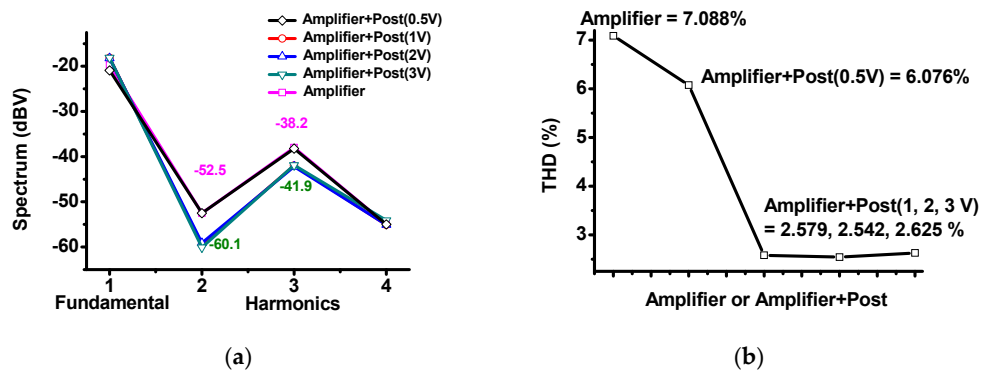 Amplifier+Post(0.5V)
Amplifier+Post(1V)
Amplifier+Post(2V)
Amplifier+Post(3V)
Amplifier
Spectrum (dBV)
-20
-30
-40
-50
-60
-52.5
-38.2
-41.9
-60.1
1 2 3 4
Fundamental Harmonics
(a)
Amplifier = 7.088%
Amplifier+Post(0.5V) = 6.076%
Amplifier+Post(1, 2, 3 V)
= 2.579, 2.542, 2.625 %
THD (%)
7
6
5
4
3
Amplifier or Amplifier+Post
(b)